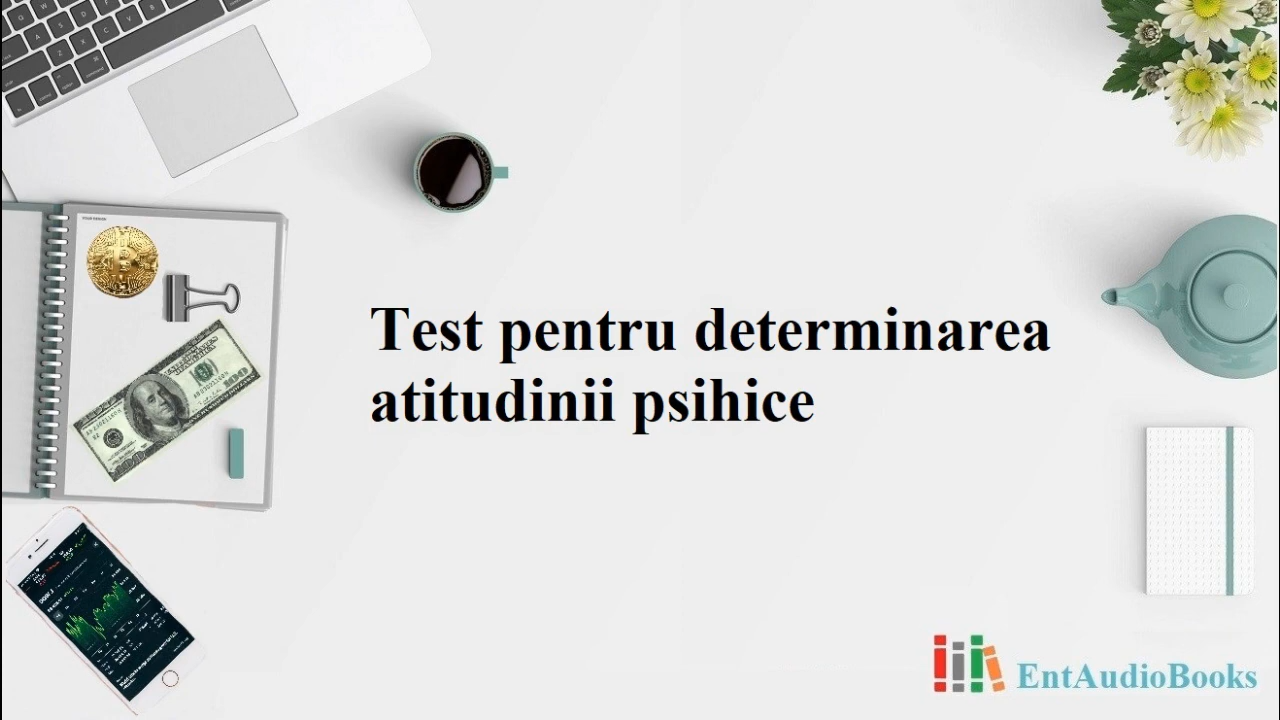 Test pentru determinarea
atitudinii psihice
EntAudioBooks